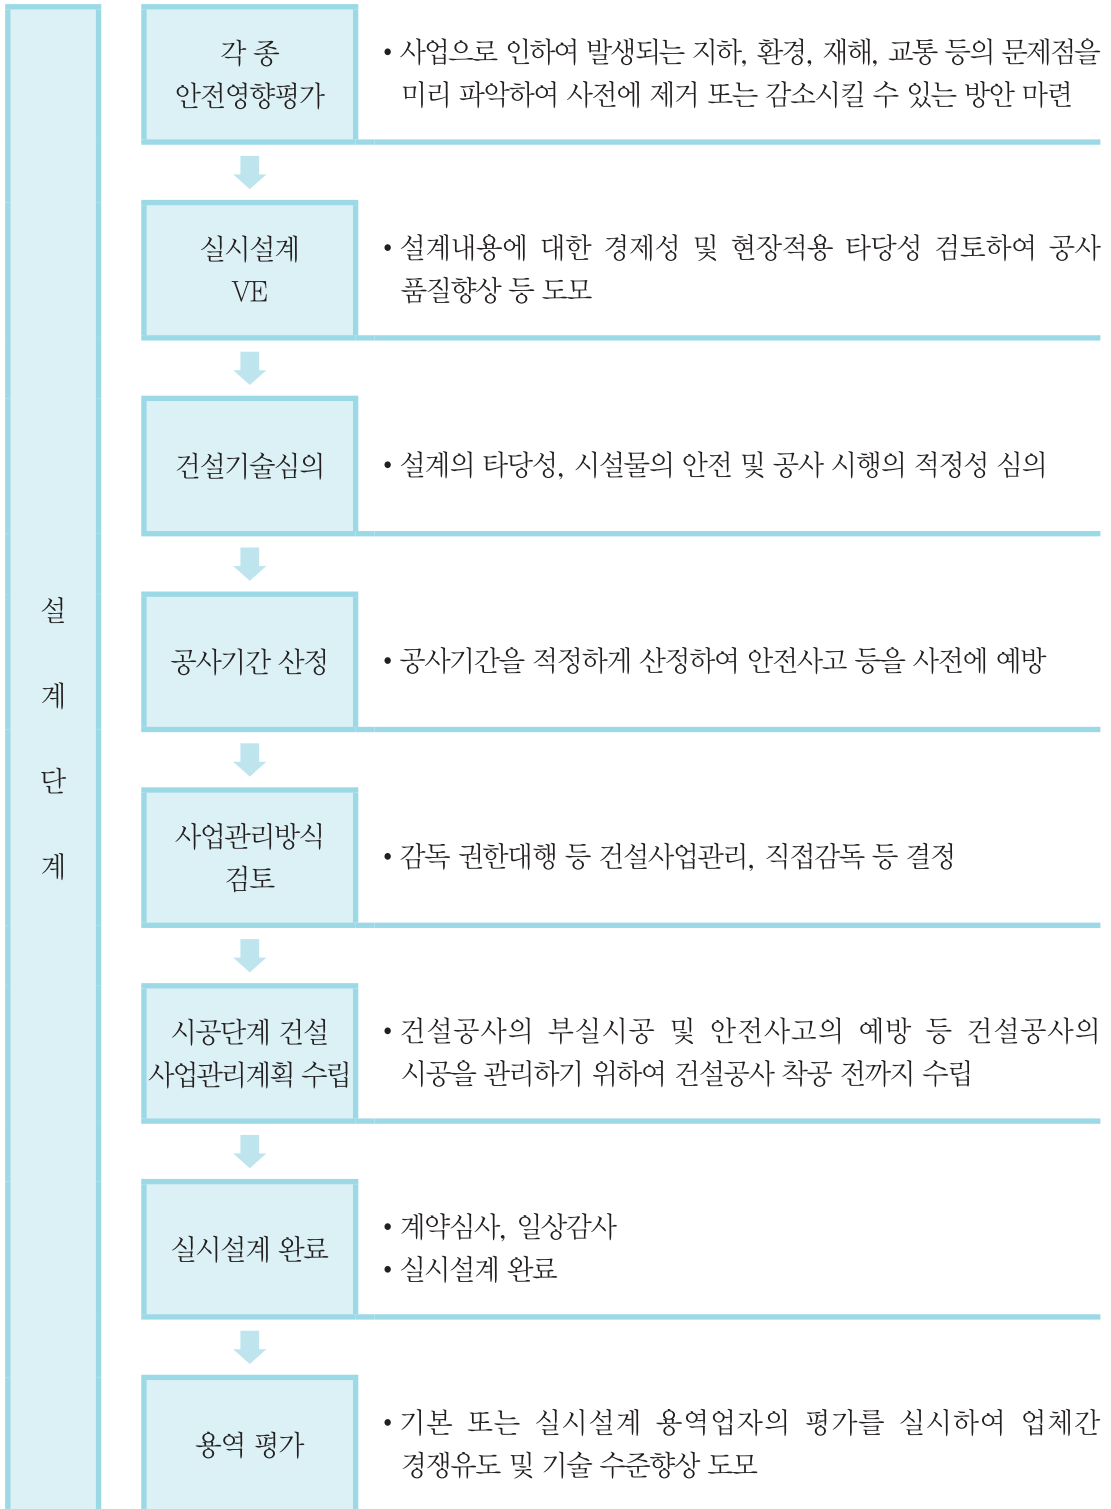 설
계
단
계
각 종
안전영향평가
• 사업으로 인하여 발생되는 지하, 환경, 재해, 교통 등의 문제점을
미리 파악하여 사전에 제거 또는 감소시킬 수 있는 방안 마련
실시설계
VE
• 설계내용에 대한 경제성 및 현장적용 타당성 검토하여 공사
품질향상 등 도모
건설기술심의
• 설계의 타당성, 시설물의 안전 및 공사 시행의 적정성 심의
공사기간 산정
• 공사기간을 적정하게 산정하여 안전사고 등을 사전에 예방
사업관리방식
검토
• 감독 권한대행 등 건설사업관리, 직접감독 등 결정
시공단계 건설
사업관리계획 수립
• 건설공사의 부실시공 및 안전사고의 예방 등 건설공사의
시공을 관리하기 위하여 건설공사 착공 전까지 수립
실시설계 완료
• 계약심사, 일상감사
• 실시설계 완료
용역 평가
• 기본 또는 실시설계 용역업자의 평가를 실시하여 업체간
경쟁유도 및 기술 수준향상 도모